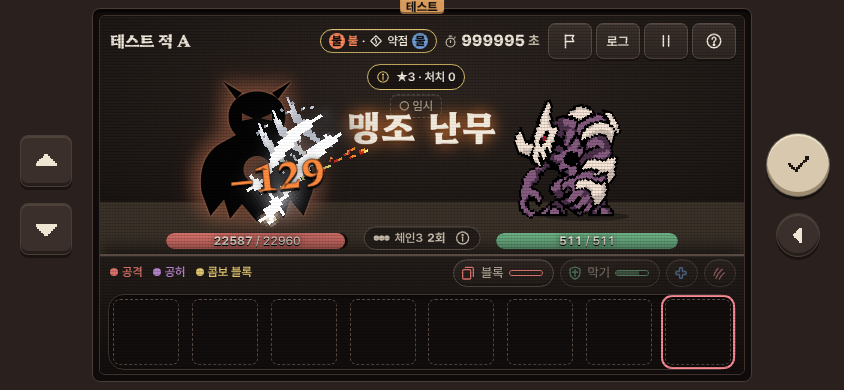 테스트
테스트 적 A
불 불 · 약점 물
999995 초
로그
★3 · 처치 0
임시
맹조 난무
-129
22587 / 22960
체인3 2회
511 / 511
공격 공허 콤보 블록
블록
막기